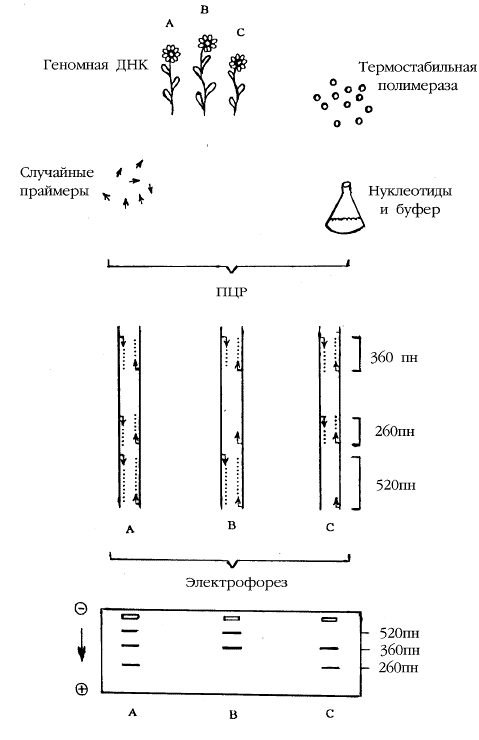 A
B
C
Геномная ДНК
Термостабильная
полимераза
Случайные
праймеры
Нуклеотиды
и буфер
ПЦР
360 пн
260пн
520пн
A B C
Электрофорез
−
520пн
360пн
260пн
+
A B C